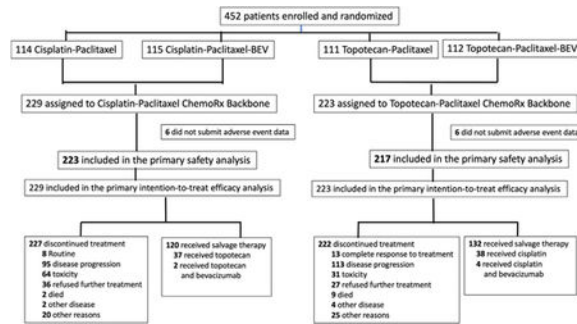 452 patients enrolled and randomized
114 Cisplatin-Paclitaxel
115 Cisplatin-Paclitaxel-BEV
111 Topotecan-Paclitaxel
112 Topotecan-Paclitaxel-BEV
229 assigned to Cisplatin-Paclitaxel ChemoRx Backbone
223 assigned to Topotecan-Paclitaxel ChemoRx Backbone
6 did not submit adverse event data
6 did not submit adverse event data
223 included in the primary safety analysis
217 included in the primary safety analysis
229 included in the primary intention-to-treat efficacy analysis
223 included in the primary intention-to-treat efficacy analysis
227 discontinued treatment
8 Routine
95 disease progression
64 toxicity
36 refused further treatment
2 died
2 other disease
20 other reasons
120 received salvage therapy
37 received topotecan
2 received topotecan
and bevacizumab
222 discontinued treatment
13 complete response to treatment
113 disease progression
31 toxicity
27 refused further treatment
9 died
4 other disease
25 other reasons
132 received salvage therapy
38 received cisplatin
4 received cisplatin
and bevacizumab